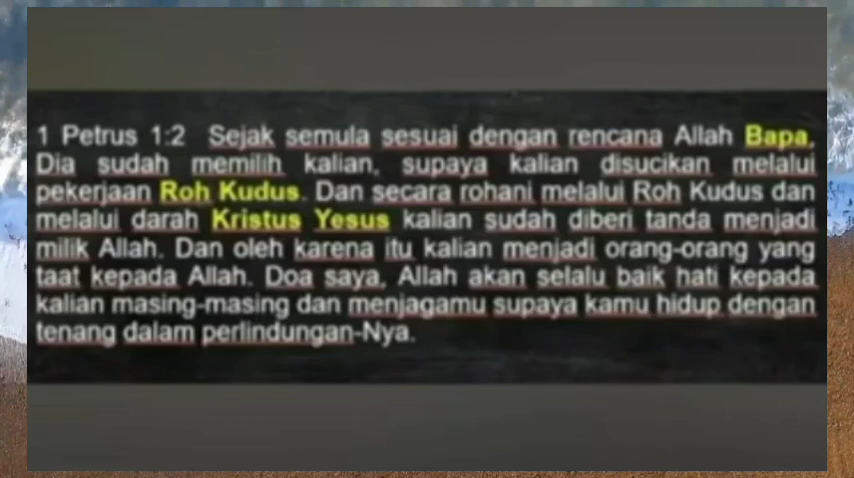 1 Petrus 1:2 Sejak semula sesuai dengan rencana Allah Bapa,
Dia sudah memilih kalian, supaya kalian disucikan melalui
pekerjaan Roh Kudus. Dan secara rohani melalui Roh Kudus dan
melalui darah Kristus Yesus kalian sudah diberi tanda menjadi
milik Allah. Dan oleh karena itu kalian menjadi orang-orang yang
taat kepada Allah. Doa saya, Allah akan selalu baik hati kepada
kalian masing-masing dan menjagamu supaya kamu hidup dengan
tenang dalam perlindungan-Nya.